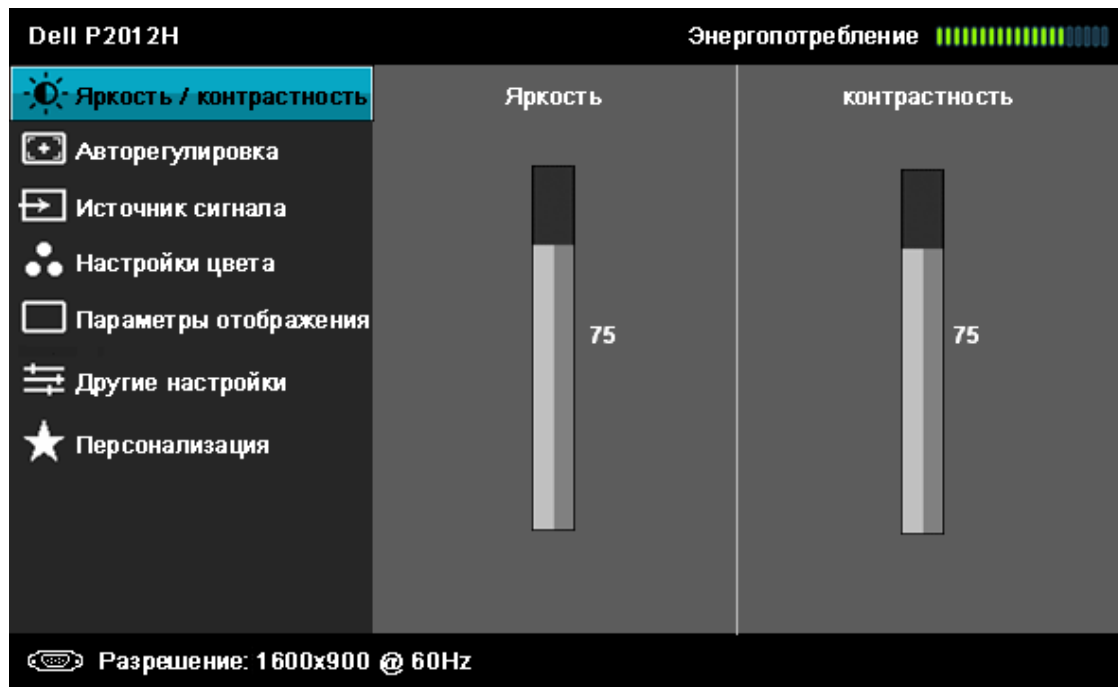 Dell P2012H
Энергопотребление
Яркость / контрастность
Авторегулировка
Источник сигнала
Настройки цвета
Параметры отображения
Другие настройки
Персонализация
Яркость
75
контрастность
75
Разрешение: 1600x900 @ 60Hz